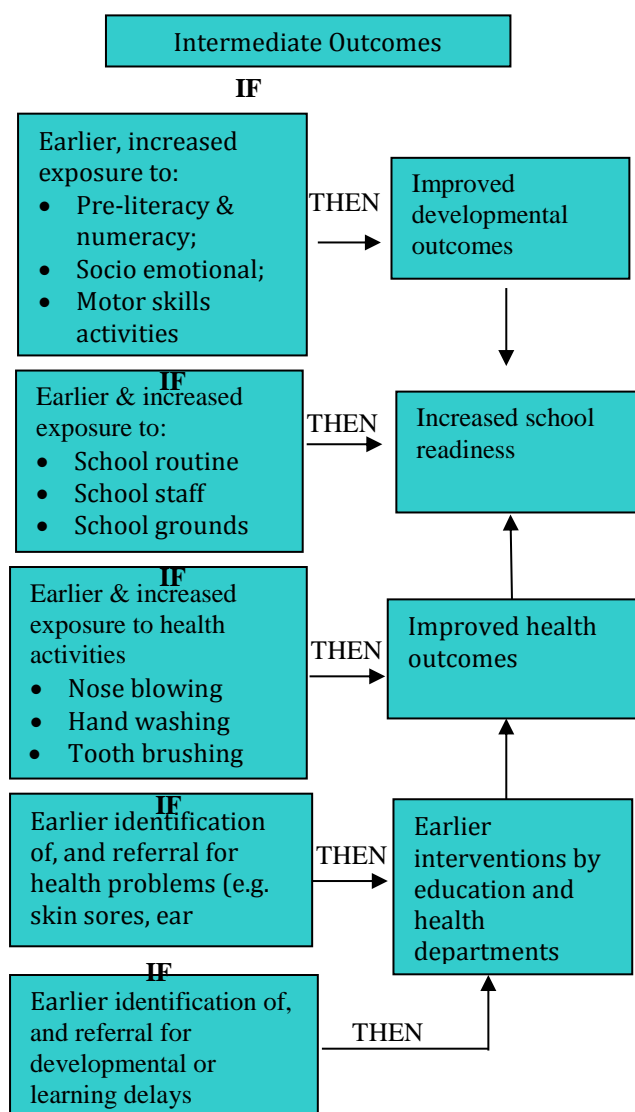 Intermediate Outcomes
IF
Earlier, increased
exposure to:
• Pre-literacy &
numeracy;
• Socio emotional;
• Motor skills
activities
THEN
Improved
developmental
outcomes
IF
Earlier & increased
exposure to:
• School routine
• School staff
• School grounds
THEN
Increased school
readiness
IF
Earlier & increased
exposure to health
activities
• Nose blowing
• Hand washing
• Tooth brushing
THEN
Improved health
outcomes
IF
Earlier identification
of, and referral for
health problems (e.g.
skin sores, ear
THEN
Earlier
interventions by
education and
health
departments
IF
Earlier identification of,
and referral for
developmental or
learning delays
THEN